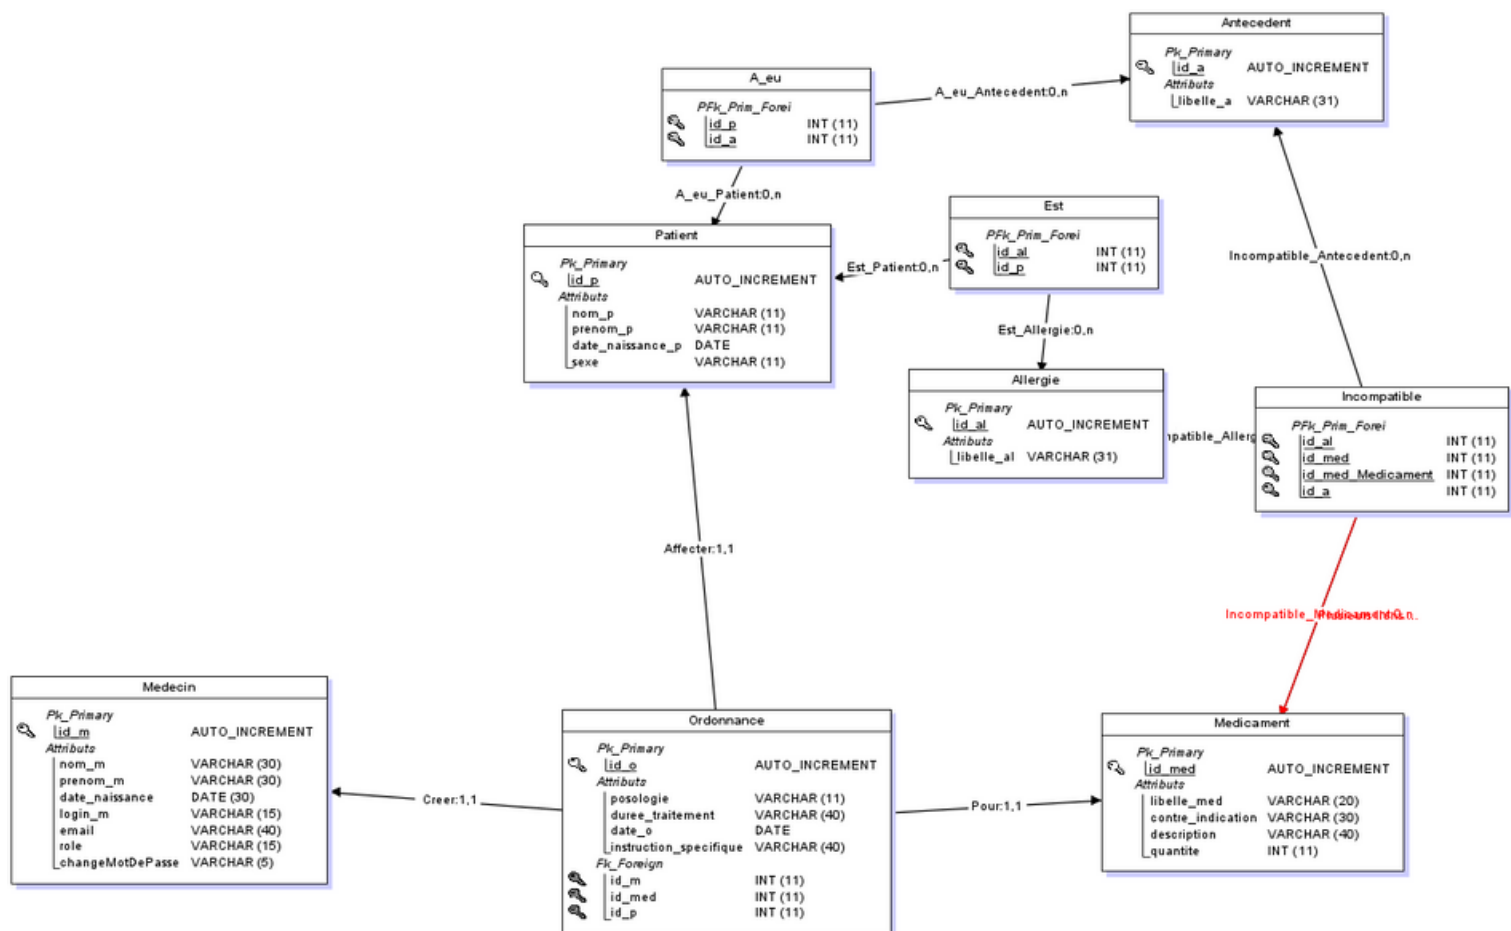 Antecedent
Pk_Primary
id_a AUTO_INCREMENT
Attributs
libelle_a VARCHAR (31)
A_eu
PFk_Prim_Forei
id_p INT (11)
id_a INT (11)
A_eu_Antecedent:0,n
A_eu_Patient:0,n
Patient
Pk_Primary
id_p AUTO_INCREMENT
Attributs
nom_p VARCHAR (11)
prenom_p VARCHAR (11)
date_naissance_p DATE
sexe VARCHAR (11)
Est
PFk_Prim_Forei
id_al INT (11)
id_p INT (11)
Est_Patient:0,n
Est_Allergie:0,n
Incompatible_Antecedent:0,n
Allergie
Pk_Primary
id_al AUTO_INCREMENT
Attributs
libelle_al VARCHAR (31)
npatible_Allerg
Incompatible
PFk_Prim_Forei
id_al INT (11)
id_med INT (11)
id_med_Medicament INT (11)
id_a INT (11)
Affecter:1,1
Incompatible_Medicament:0,n
Medecin
Pk_Primary
id_m AUTO_INCREMENT
Attributs
nom_m VARCHAR (30)
prenom_m VARCHAR (30)
date_naissance DATE (30)
login_m VARCHAR (15)
email VARCHAR (40)
role VARCHAR (15)
changeMotDePasse VARCHAR (5)
Creer:1,1
Ordonnance
Pk_Primary
id_o AUTO_INCREMENT
Attributs
posologie VARCHAR (11)
duree_traitement VARCHAR (40)
date_o DATE
instruction_specifique VARCHAR (40)
Fk_Foreign
id_m INT (11)
id_med INT (11)
id_p INT (11)
Pour:1,1
Medicament
Pk_Primary
id_med AUTO_INCREMENT
Attributs
libelle_med VARCHAR (20)
contre_indication VARCHAR (30)
description VARCHAR (40)
quantite INT (11)